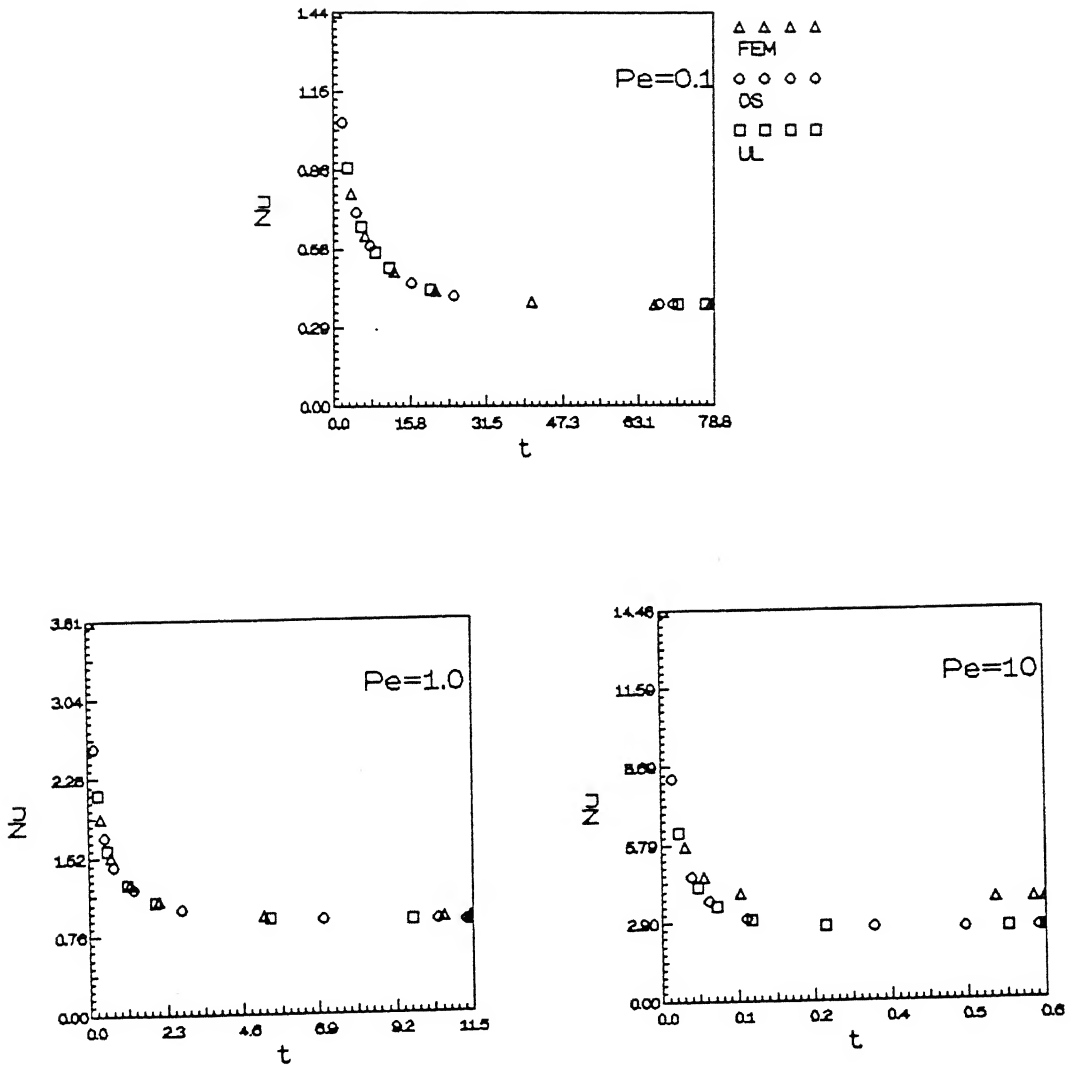 1.44
1.15
0.86
0.58
0.29
0.00
Nu
0.0 15.8 31.5 47.3 63.1 78.8
t
Pe=0.1
FEM
OS
UL
3.81
3.04
2.28
1.52
0.76
0.00
Nu
0.0 2.3 4.6 6.9 9.2 11.5
t
Pe=1.0
14.48
11.59
8.69
5.79
2.90
0.00
Nu
0.0 0.1 0.2 0.4 0.5 0.6
t
Pe=10